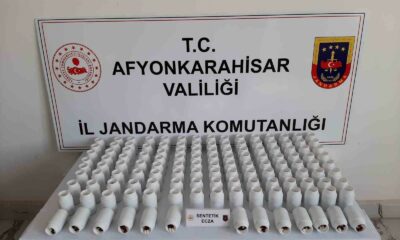 T.C.
AFYONKARAHİSAR
VALİLİĞİ
İL JANDARMA KOMUTANLIĞI
SENTETİK
ECZA